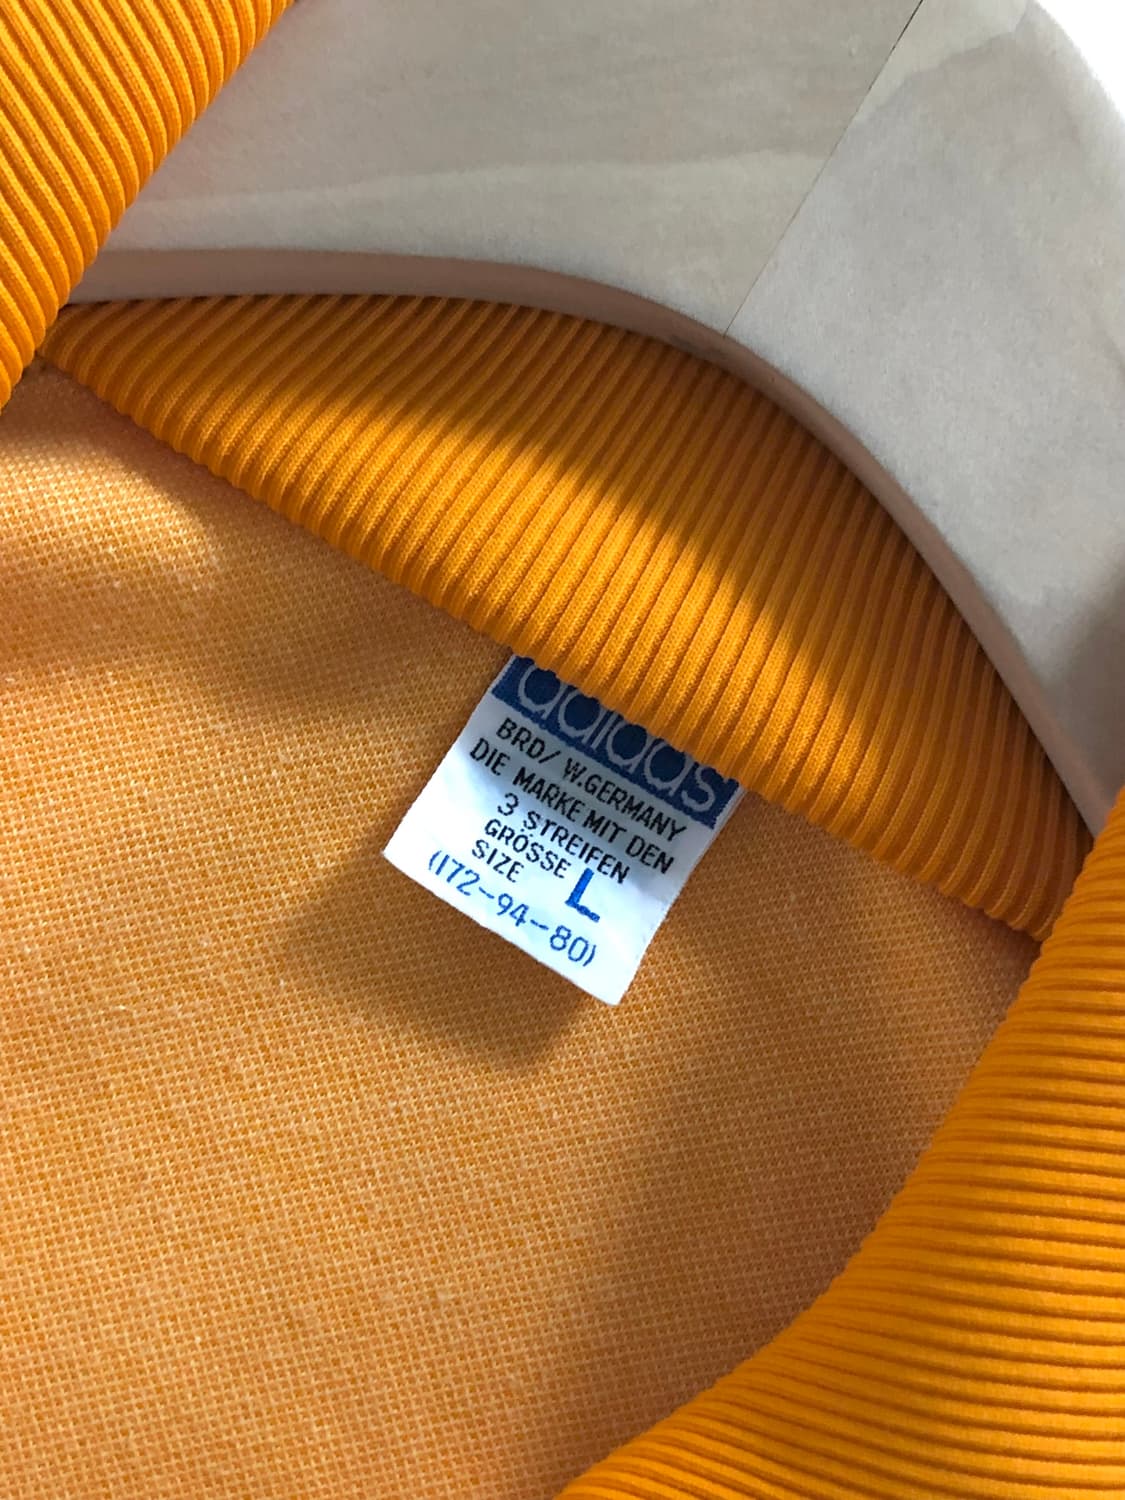 adidas
BRD/ W.GERMANY
DIE MARKE MIT DEN
3 STREIFEN
GRÖSSE L
SIZE
(172-94-80)